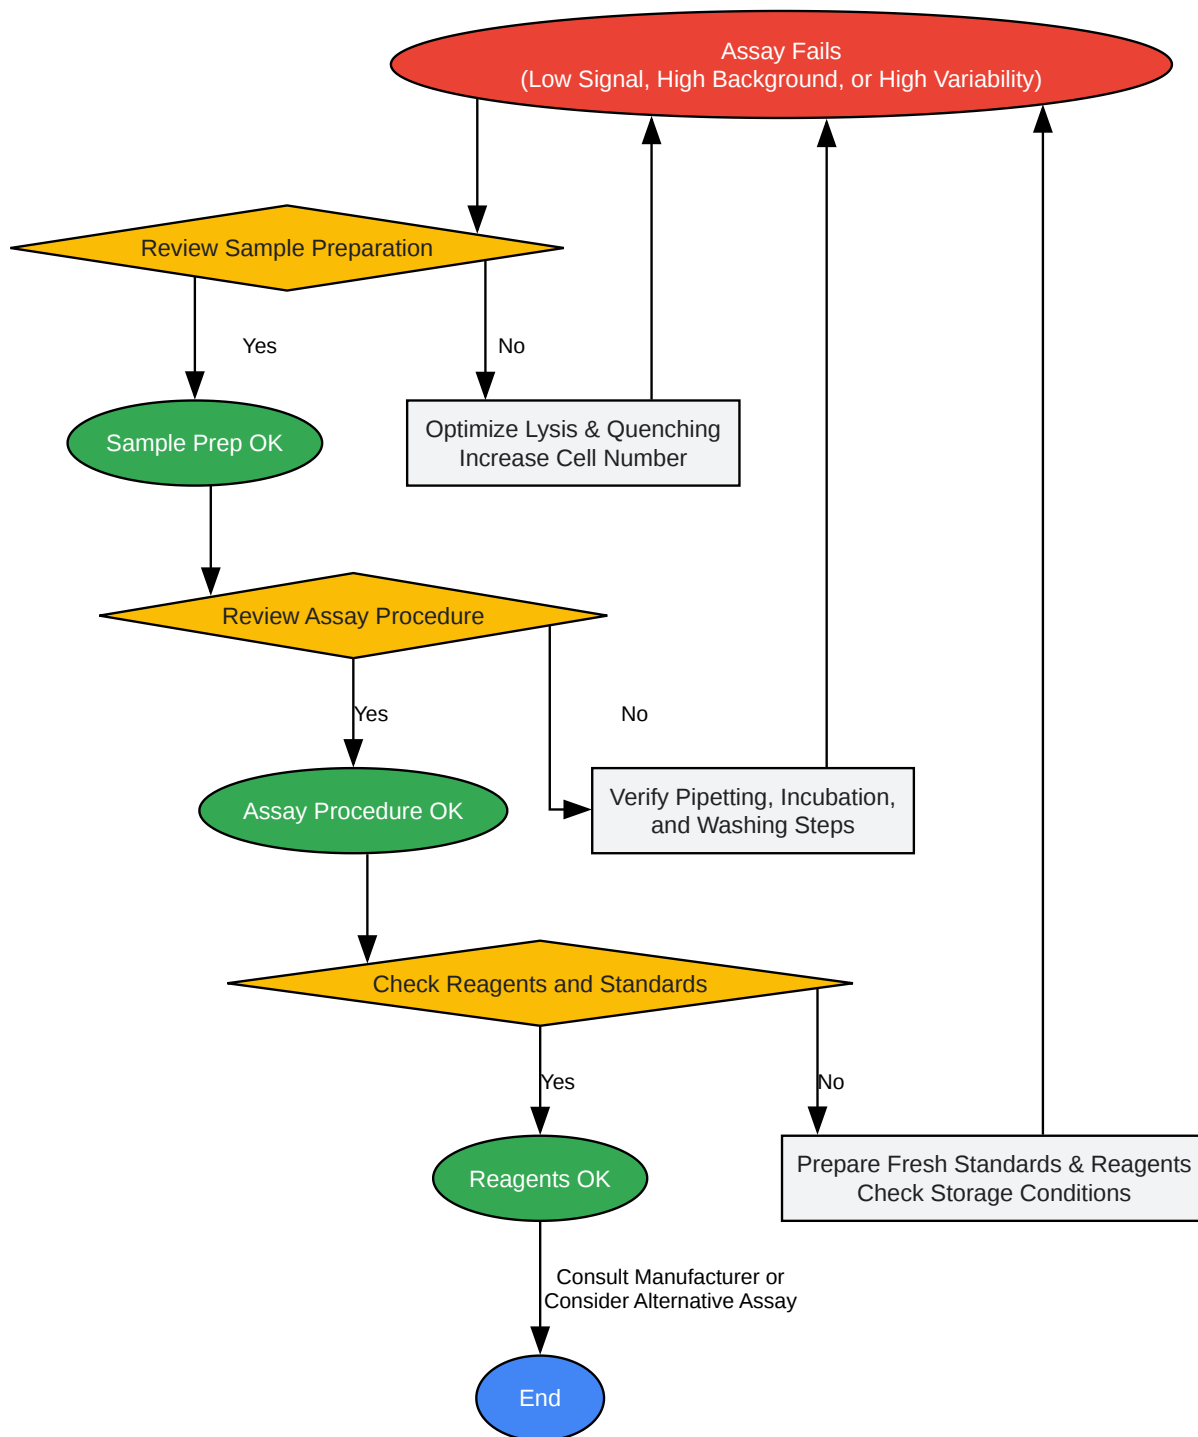 Assay Fails
(Low Signal, High Background, or High Variability)
Review Sample Preparation
Yes
No
Sample Prep OK
Optimize Lysis & Quenching
Increase Cell Number
Review Assay Procedure
Yes
No
Assay Procedure OK
Verify Pipetting, Incubation,
and Washing Steps
Check Reagents and Standards
Yes
No
Reagents OK
Prepare Fresh Standards & Reagents
Check Storage Conditions
Consult Manufacturer or
Consider Alternative Assay
End